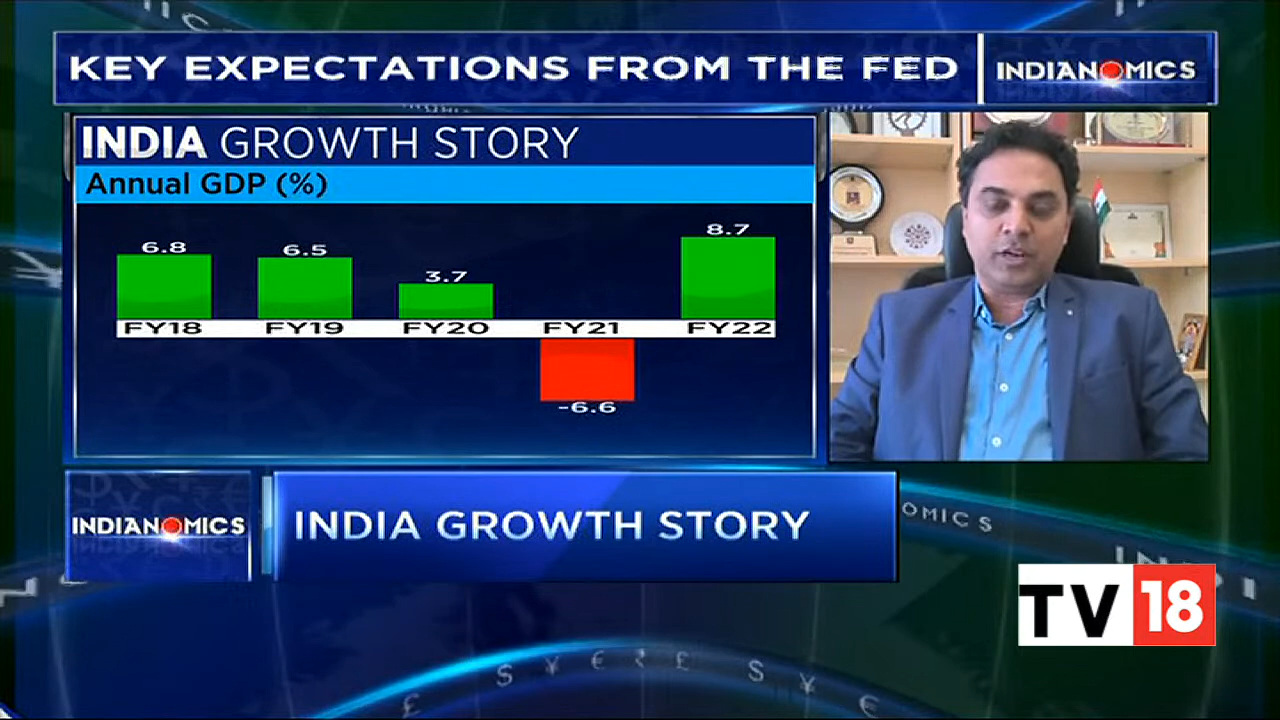 KEY EXPECTATIONS FROM THE FED
INDIANOMICS
INDIA GROWTH STORY
Annual GDP (%)
6.8
6.5
3.7
8.7
FY18
FY19
FY20
FY21
FY22
-6.6
INDIANOMICS
INDIA GROWTH STORY
OMICS
TV18
$ ¥ € ₹ £ $ ¥ €
£